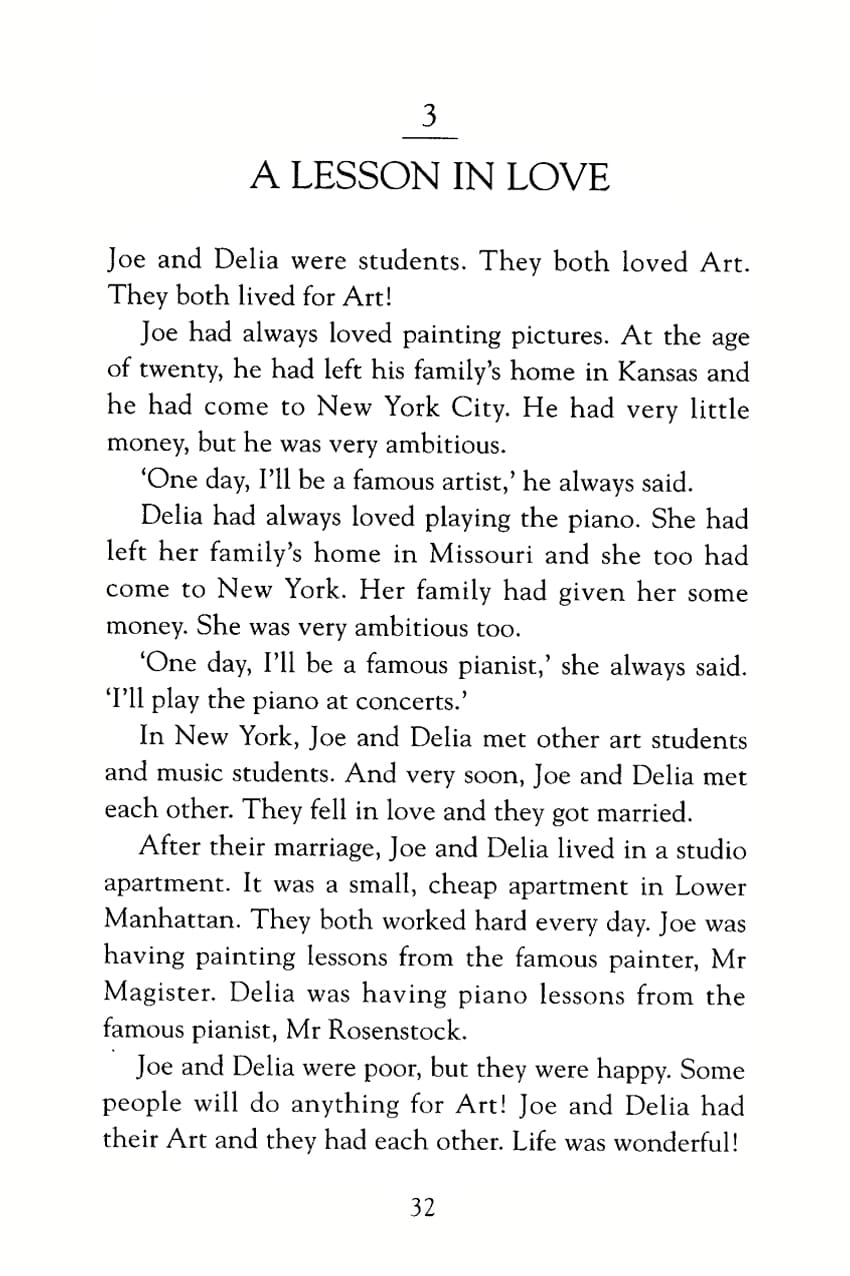 3
A LESSON IN LOVE
Joe and Delia were students. They both loved Art.
They both lived for Art!
Joe had always loved painting pictures. At the age
of twenty, he had left his family’s home in Kansas and
he had come to New York City. He had very little
money, but he was very ambitious.
‘One day, I’ll be a famous artist,’ he always said.
Delia had always loved playing the piano. She had
left her family’s home in Missouri and she too had
come to New York. Her family had given her some
money. She was very ambitious too.
‘One day, I’ll be a famous pianist,’ she always said.
‘I’ll play the piano at concerts.’
In New York, Joe and Delia met other art students
and music students. And very soon, Joe and Delia met
each other. They fell in love and they got married.
After their marriage, Joe and Delia lived in a studio
apartment. It was a small, cheap apartment in Lower
Manhattan. They both worked hard every day. Joe was
having painting lessons from the famous painter, Mr
Magister. Delia was having piano lessons from the
famous pianist, Mr Rosenstock.
Joe and Delia were poor, but they were happy. Some
people will do anything for Art! Joe and Delia had
their Art and they had each other. Life was wonderful!
32